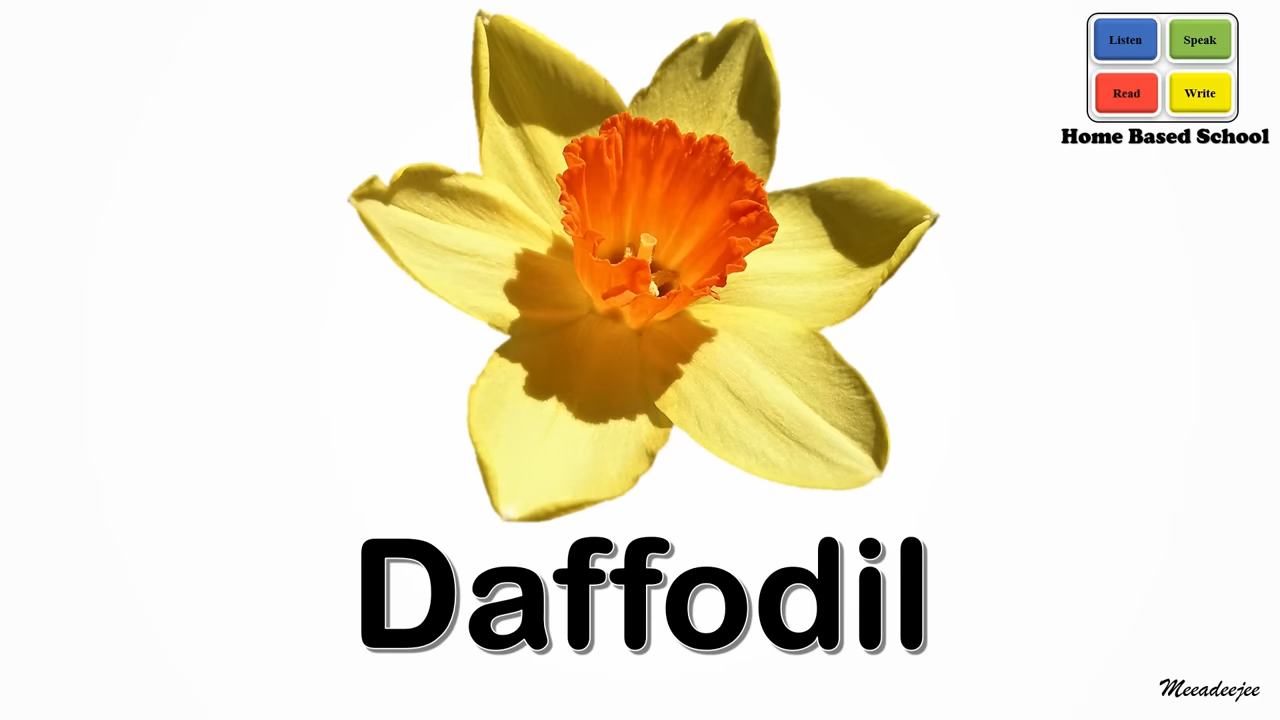 Listen Speak
Read Write
Home Based School
Daffodil
Meeadeejee